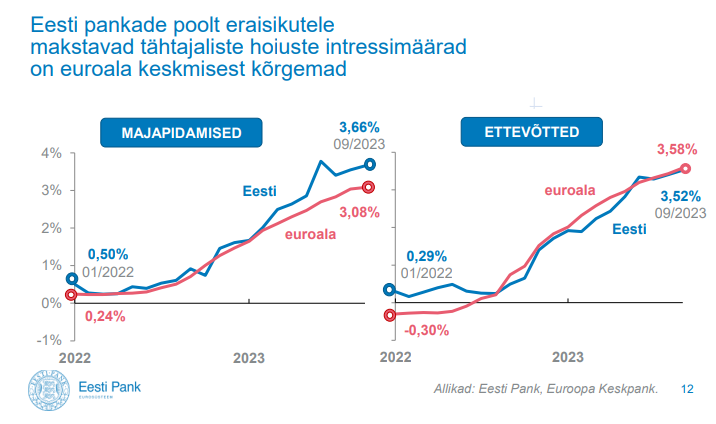 Eesti pankade poolt eraisikutele
makstavad tähtajaliste hoiuste intressimäärad
on euroala keskmisest kõrgemad
MAJAPIDAMISED
4%
3%
2%
1%
0%
-1%
3,66%
09/2023
Eesti
3,08%
euroala
0,50%
01/2022
0,24%
2022
2023
ETTEVÕTTED
3,58%
euroala
3,52%
09/2023
Eesti
0,29%
01/2022
-0,30%
2022
2023
EESTI PANK
Eesti Pank
EUROSÜSTEEM
Allikad: Eesti Pank, Euroopa Keskpank.
12